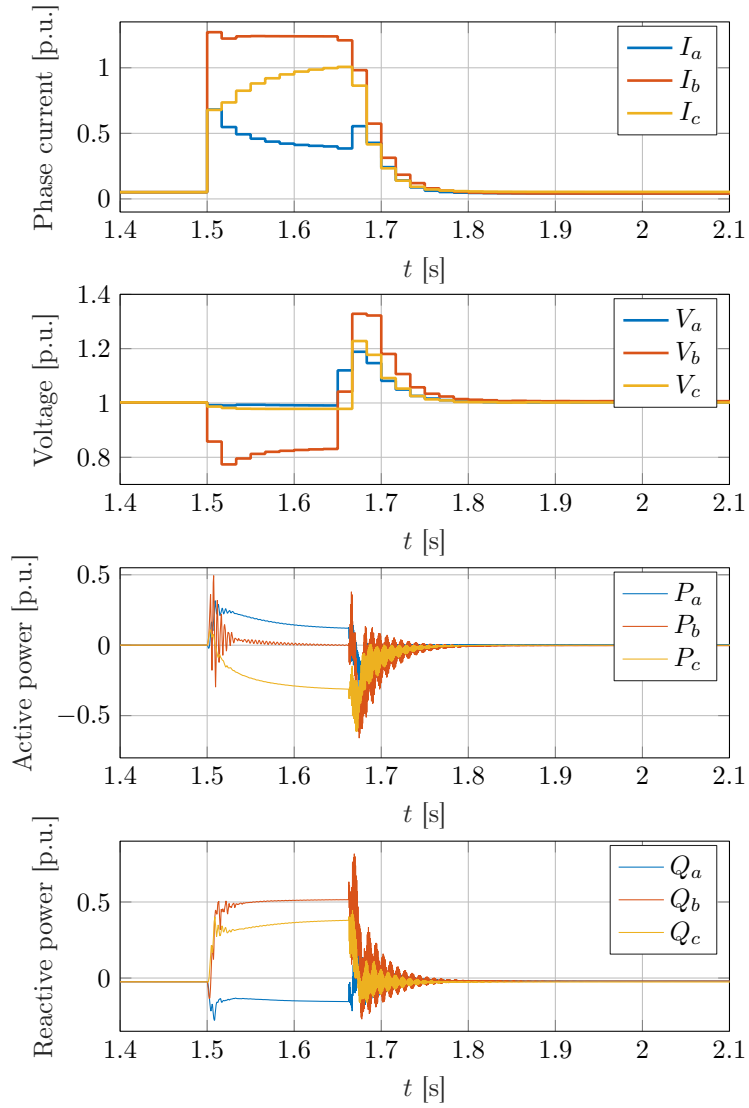 Phase current [p.u.]
1
0.5
0
I_a
I_b
I_c
1.4 1.5 1.6 1.7 1.8 1.9 2 2.1
t [s]
Voltage [p.u.]
1.4
1.2
1
0.8
V_a
V_b
V_c
1.4 1.5 1.6 1.7 1.8 1.9 2 2.1
t [s]
Active power [p.u.]
0.5
0
−0.5
P_a
P_b
P_c
1.4 1.5 1.6 1.7 1.8 1.9 2 2.1
t [s]
Reactive power [p.u.]
0.5
0
Q_a
Q_b
Q_c
1.4 1.5 1.6 1.7 1.8 1.9 2 2.1
t [s]